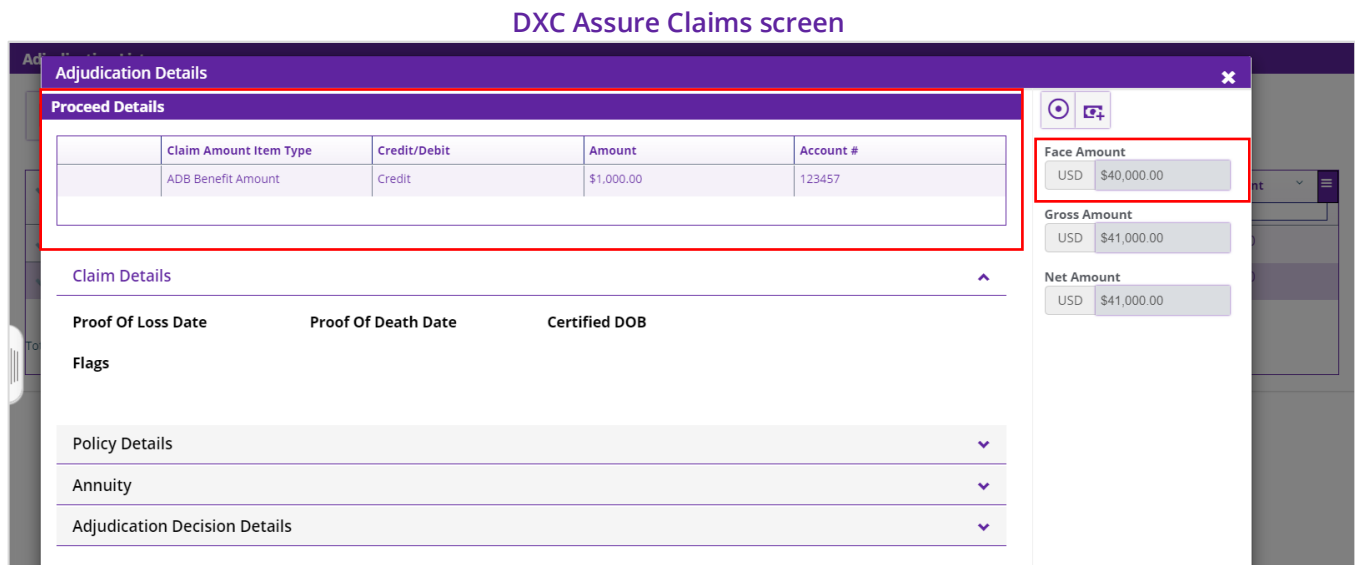 DXC Assure Claims screen
Adjudication Details
Proceed Details
Claim Amount Item Type Credit/Debit Amount Account #
ADB Benefit Amount Credit $1,000.00 123457
Face Amount
USD $40,000.00
Gross Amount
USD $41,000.00
Net Amount
USD $41,000.00
Claim Details
Proof Of Loss Date Proof Of Death Date Certified DOB
Flags
Policy Details
Annuity
Adjudication Decision Details